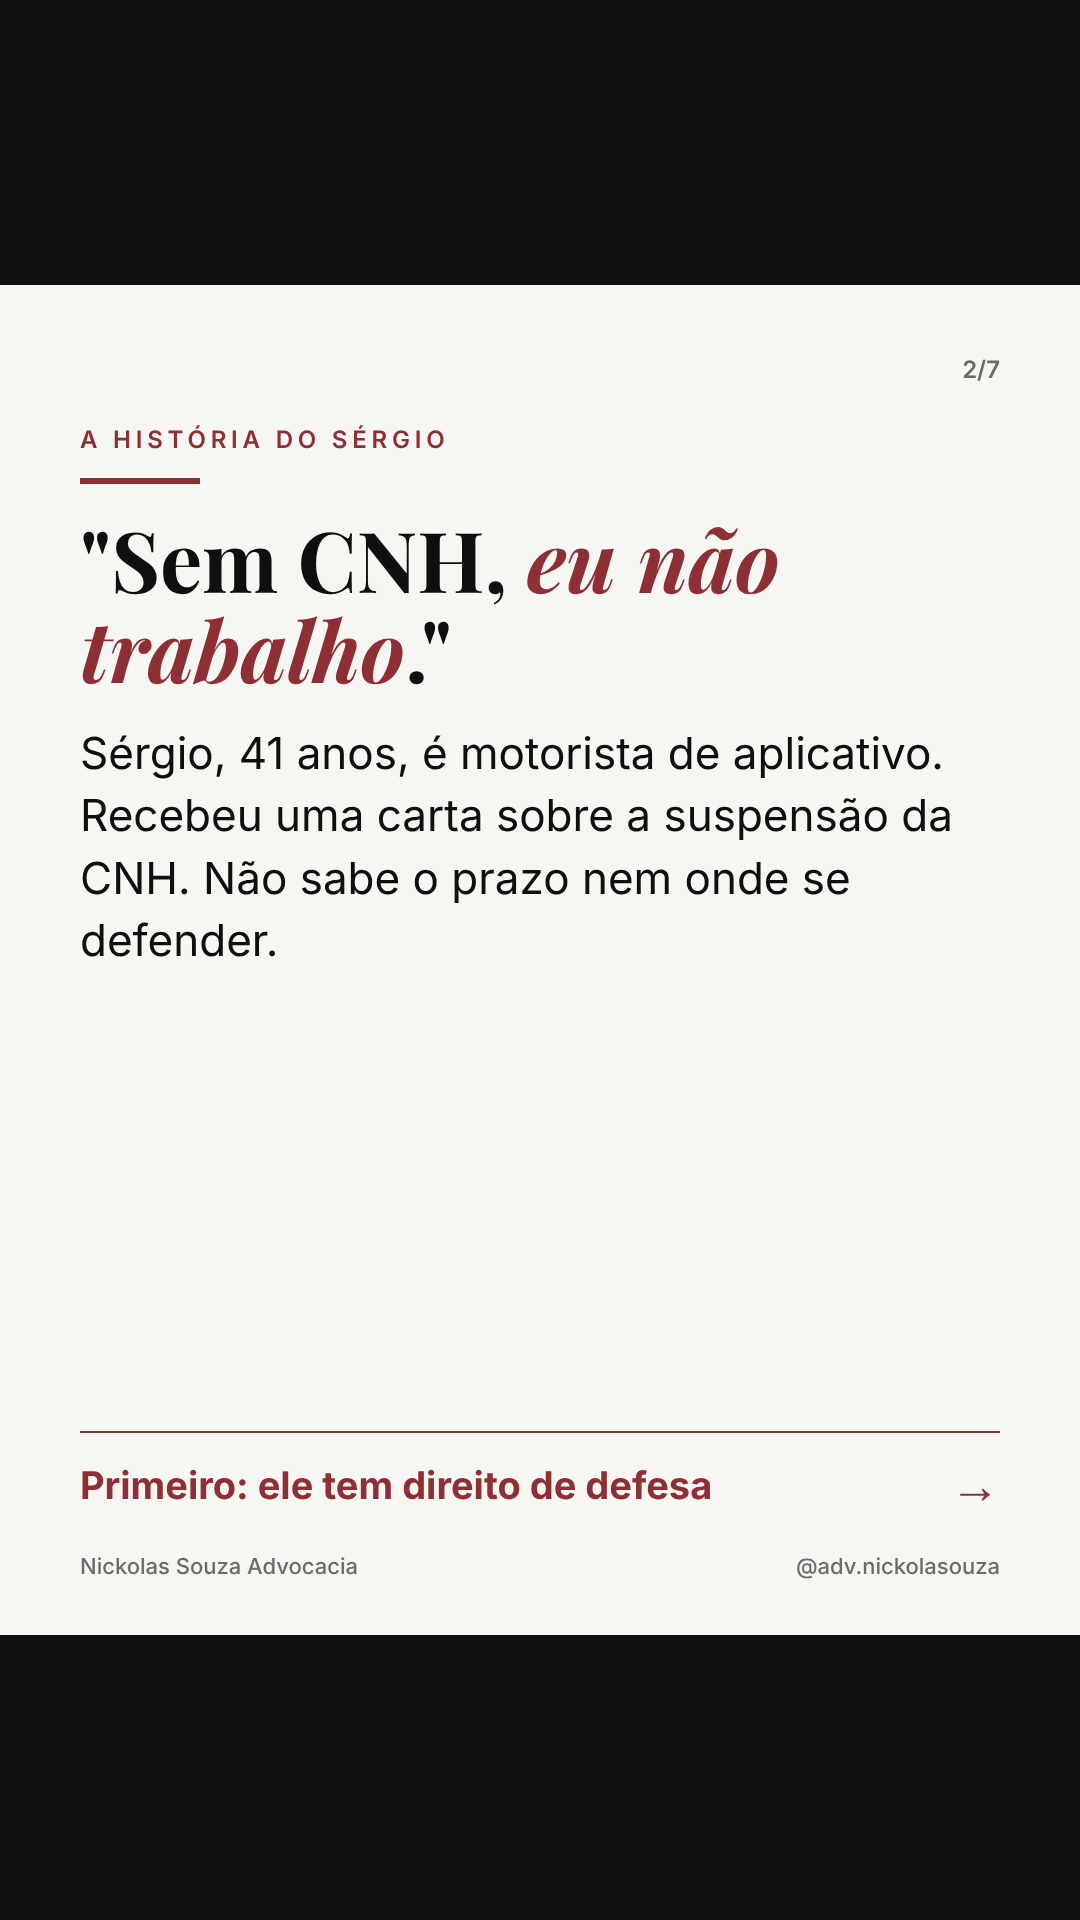 2/7
A HISTÓRIA DO SÉRGIO
"Sem CNH, eu não
trabalho."
Sérgio, 41 anos, é motorista de aplicativo.
Recebeu uma carta sobre a suspensão da
CNH. Não sabe o prazo nem onde se
defender.
Primeiro: ele tem direito de defesa →
Nickolas Souza Advocacia
@adv.nickolasouza